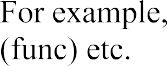 For example,
(func) etc.